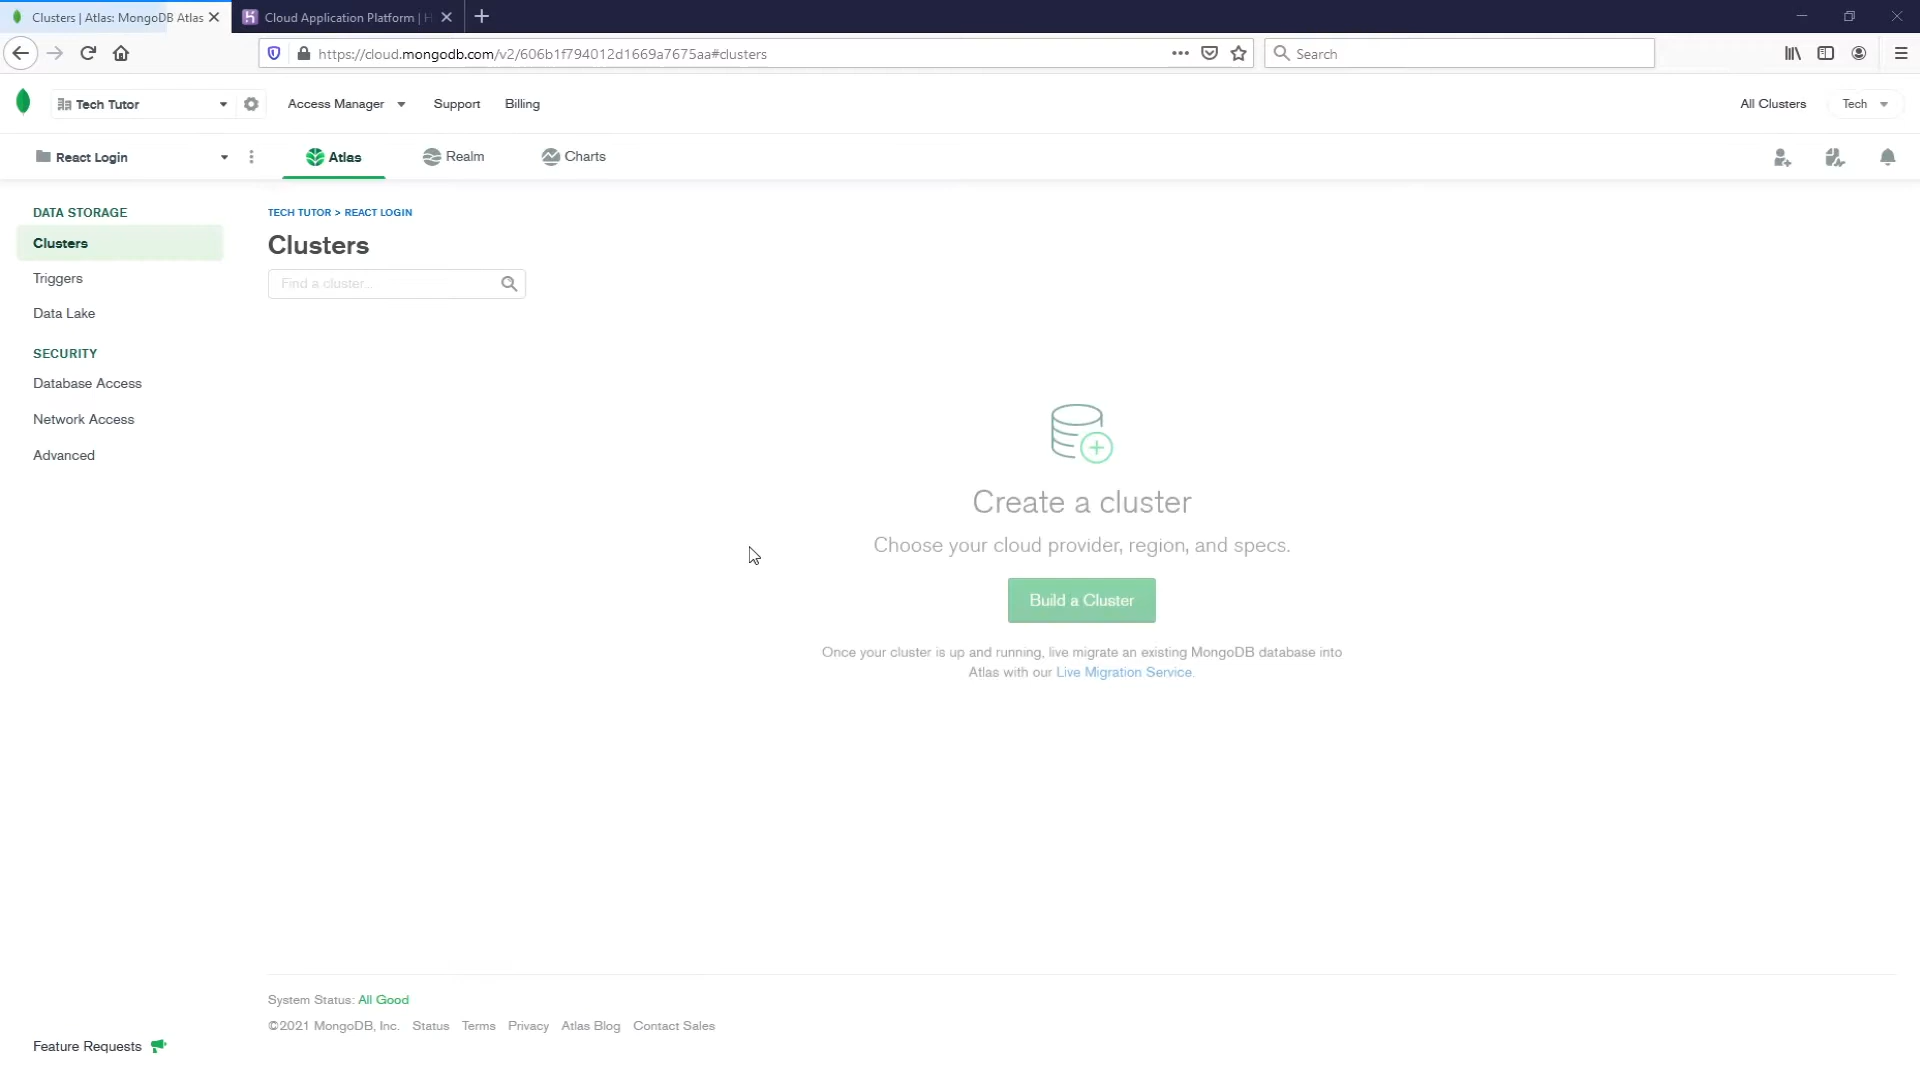 Clusters | Atlas: MongoDB Atlas
Cloud Application Platform |
https://cloud.mongodb.com/v2/606b1f794012d1669a7675aa#clusters
Search
Tech Tutor
Access Manager
Support
Billing
All Clusters
Tech
React Login
Atlas
Realm
Charts
DATA STORAGE
Clusters
Triggers
Data Lake
SECURITY
Database Access
Network Access
Advanced
TECH TUTOR > REACT LOGIN
Clusters
Find a cluster...
Create a cluster
Choose your cloud provider, region, and specs.
Build a Cluster
Once your cluster is up and running, live migrate an existing MongoDB database into
Atlas with our Live Migration Service.
System Status: All Good
©2021 MongoDB, Inc. Status Terms Privacy Atlas Blog Contact Sales
Feature Requests